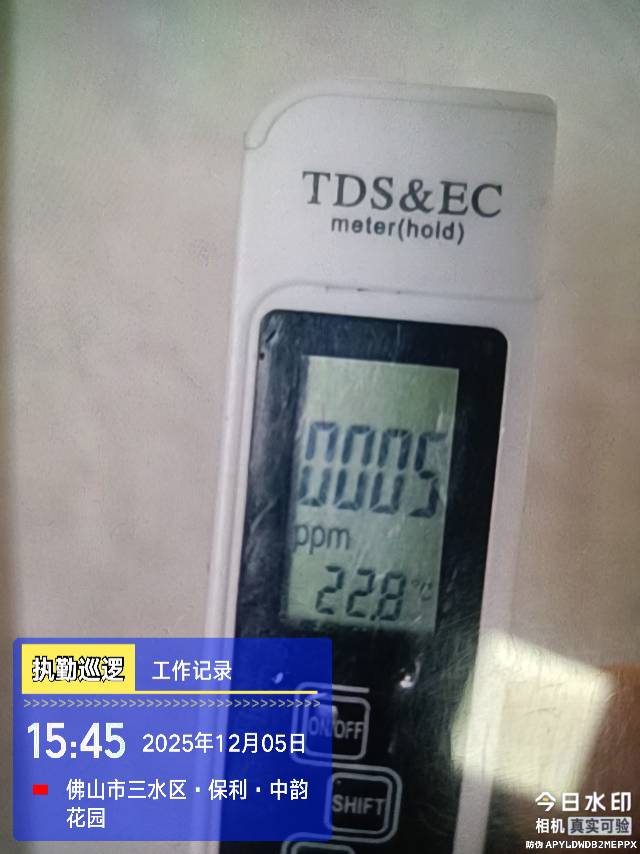 TDS&EC
meter(hold)
0005
ppm
22.8 °C
ON/OFF
SHIFT
执勤巡逻 工作记录
15:45 2025年12月05日
佛山市三水区·保利·中韵
花园
今日水印
相机 真实可验
防伪 APYLDWDB2MEPPX